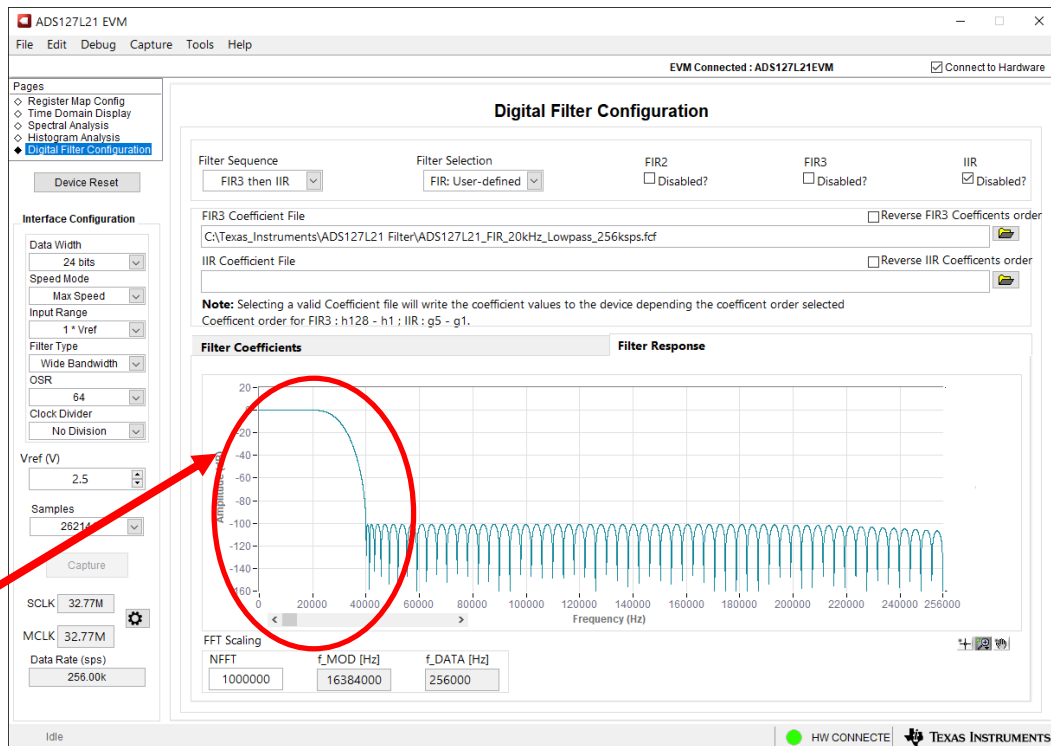 ADS127L21 EVM
File Edit Debug Capture Tools Help
EVM Connected : ADS127L21EVM
Connect to Hardware
Pages
Register Map Config
Time Domain Display
Spectral Analysis
Histogram Analysis
Digital Filter Configuration
Device Reset
Interface Configuration
Data Width
24 bits
Speed Mode
Max Speed
Input Range
1 * Vref
Filter Type
Wide Bandwidth
OSR
64
Clock Divider
No Division
Vref (V)
2.5
Samples
Capture
SCLK 32.77M
MCLK 32.77M
Data Rate (sps)
256.00k
Digital Filter Configuration
Filter Sequence Filter Selection FIR2 FIR3 IIR
FIR3 then IIR FIR: User-defined Disabled? Disabled? Disabled?
FIR3 Coefficient File Reverse FIR3 Coefficents order
C:\Texas_Instruments\ADS127L21 Filter\ADS127L21_FIR_20kHz_Lowpass_256ksps.fcf
IIR Coefficient File Reverse IIR Coefficents order
Note: Selecting a valid Coefficient file will write the coefficient values to the device depending the coefficent order selected
Coefficent order for FIR3 : h128 - h1 ; IIR : g5 - g1.
Filter Coefficients Filter Response
20
-20
-40
-60
-80
-100
-120
-140
-160
Amplitude
0 20000 40000 60000 80000 100000 120000 140000 160000 180000 200000 220000 240000 256000
Frequency (Hz)
FFT Scaling
NFFT f_MOD [Hz] f_DATA [Hz]
1000000 16384000 256000
Idle
HW CONNECTE
TEXAS INSTRUMENTS